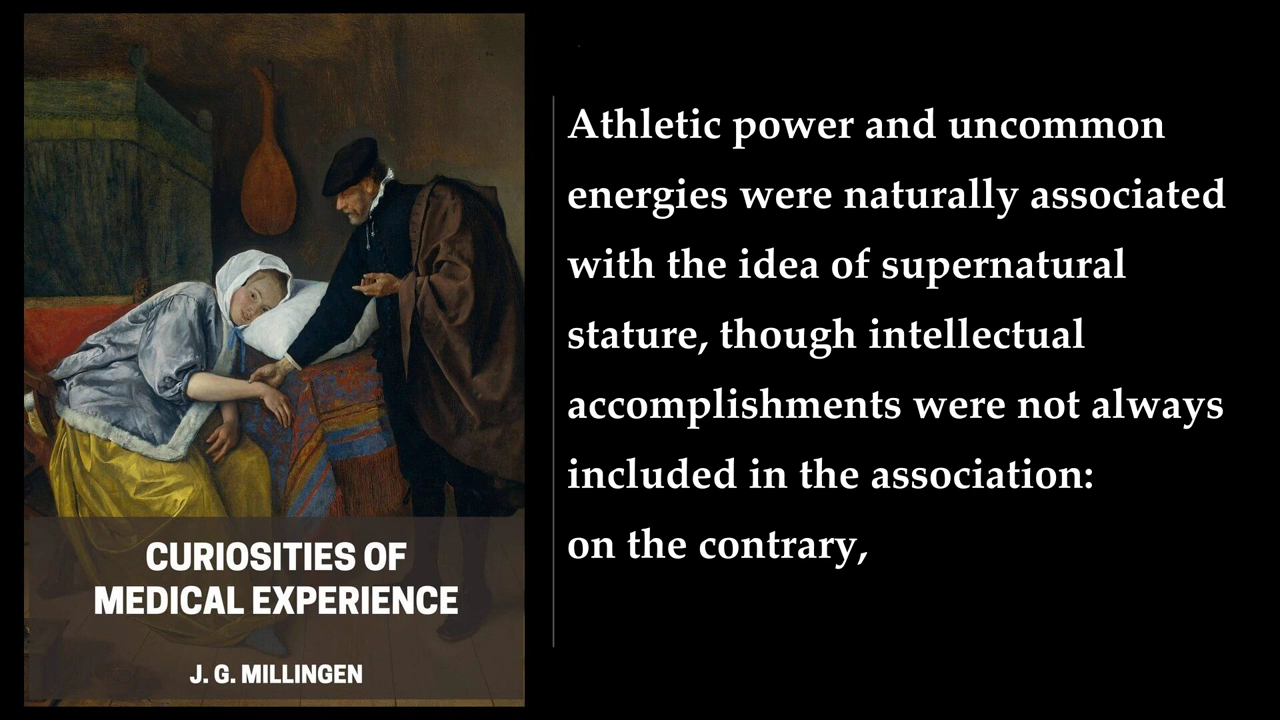 CURIOSITIES OF
MEDICAL EXPERIENCE
J. G. MILLINGEN
Athletic power and uncommon
energies were naturally associated
with the idea of supernatural
stature, though intellectual
accomplishments were not always
included in the association:
on the contrary,